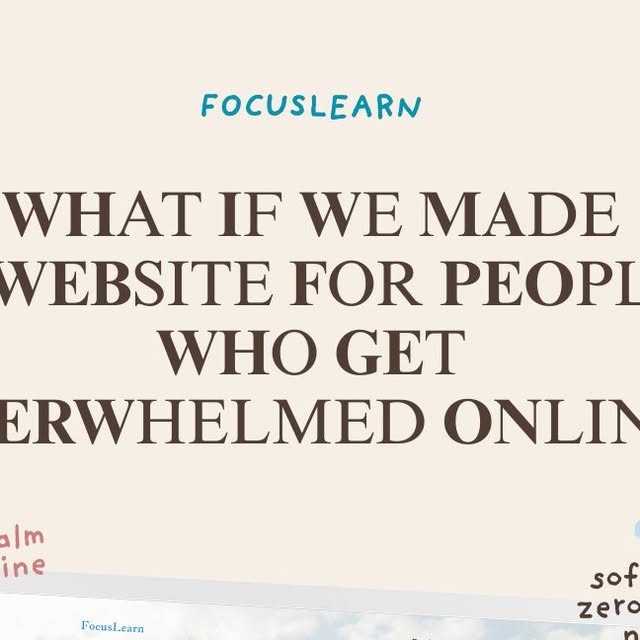 FOCUSLEARN
WHAT IF WE MADE
WEBSITE FOR PEOPL
WHO GET
ERWHELMED ONLIN
alm
ine
sof
zero
FocusLearn